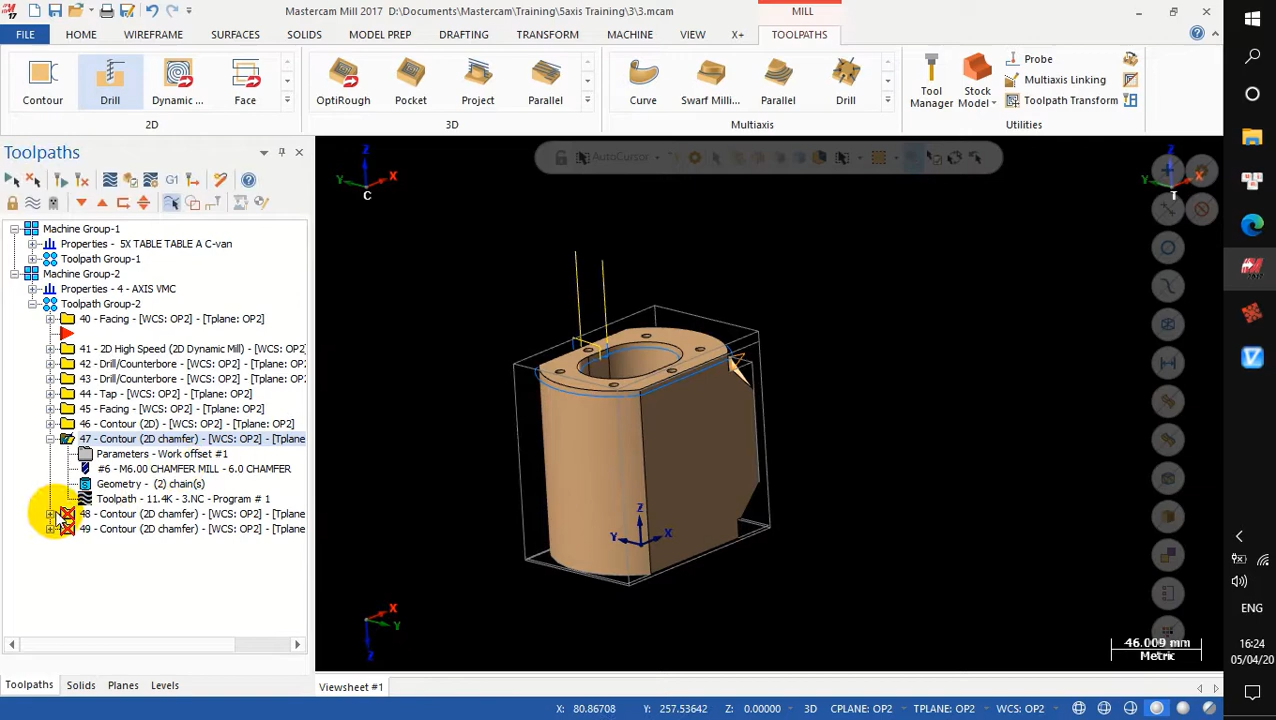 Mastercam Mill 2017 D:\Documents\Mastercam\Training\5axis Training\3\3.mcam
MILL
FILE HOME WIREFRAME SURFACES SOLIDS MODEL PREP DRAFTING TRANSFORM MACHINE VIEW X+ TOOLPATHS
Contour Drill Dynamic ... Face OptiRough Pocket Project Parallel Curve Swarf Milli... Parallel Drill Tool Manager Stock Model Probe
Multiaxis Linking
Toolpath Transform
2D 3D Multiaxis Utilities
Toolpaths
AutoCursor
G1
Machine Group-1
Properties - 5X TABLE TABLE A C-van
Toolpath Group-1
Machine Group-2
Properties - 4 - AXIS VMC
Toolpath Group-2
40 - Facing - [WCS: OP2] - [Tplane: OP2]
41 - 2D High Speed (2D Dynamic Mill) - [WCS: OP2
42 - Drill/Counterbore - [WCS: OP2] - [Tplane: OP2]
43 - Drill/Counterbore - [WCS: OP2] - [Tplane: OP2]
44 - Tap - [WCS: OP2] - [Tplane: OP2]
45 - Facing - [WCS: OP2] - [Tplane: OP2]
46 - Contour (2D) - [WCS: OP2] - [Tplane: OP2]
47 - Contour (2D chamfer) - [WCS: OP2] - [Tplane
Parameters - Work offset #1
#6 - M6.00 CHAMFER MILL - 6.0 CHAMFER
Geometry - (2) chain(s)
Toolpath - 11.4K - 3.NC - Program # 1
48 - Contour (2D chamfer) - [WCS: OP2] - [Tplane
49 - Contour (2D chamfer) - [WCS: OP2] - [Tplane
Z
Y X
C
Z
Y X
T
Z
Y X
X
Y
Z
46.009 mm
Metric
Toolpaths Solids Planes Levels
Viewsheet #1
X: 80.86708 Y: 257.53642 Z: 0.00000 3D CPLANE: OP2 TPLANE: OP2 WCS: OP2
2017
ENG
16:24
05/04/20